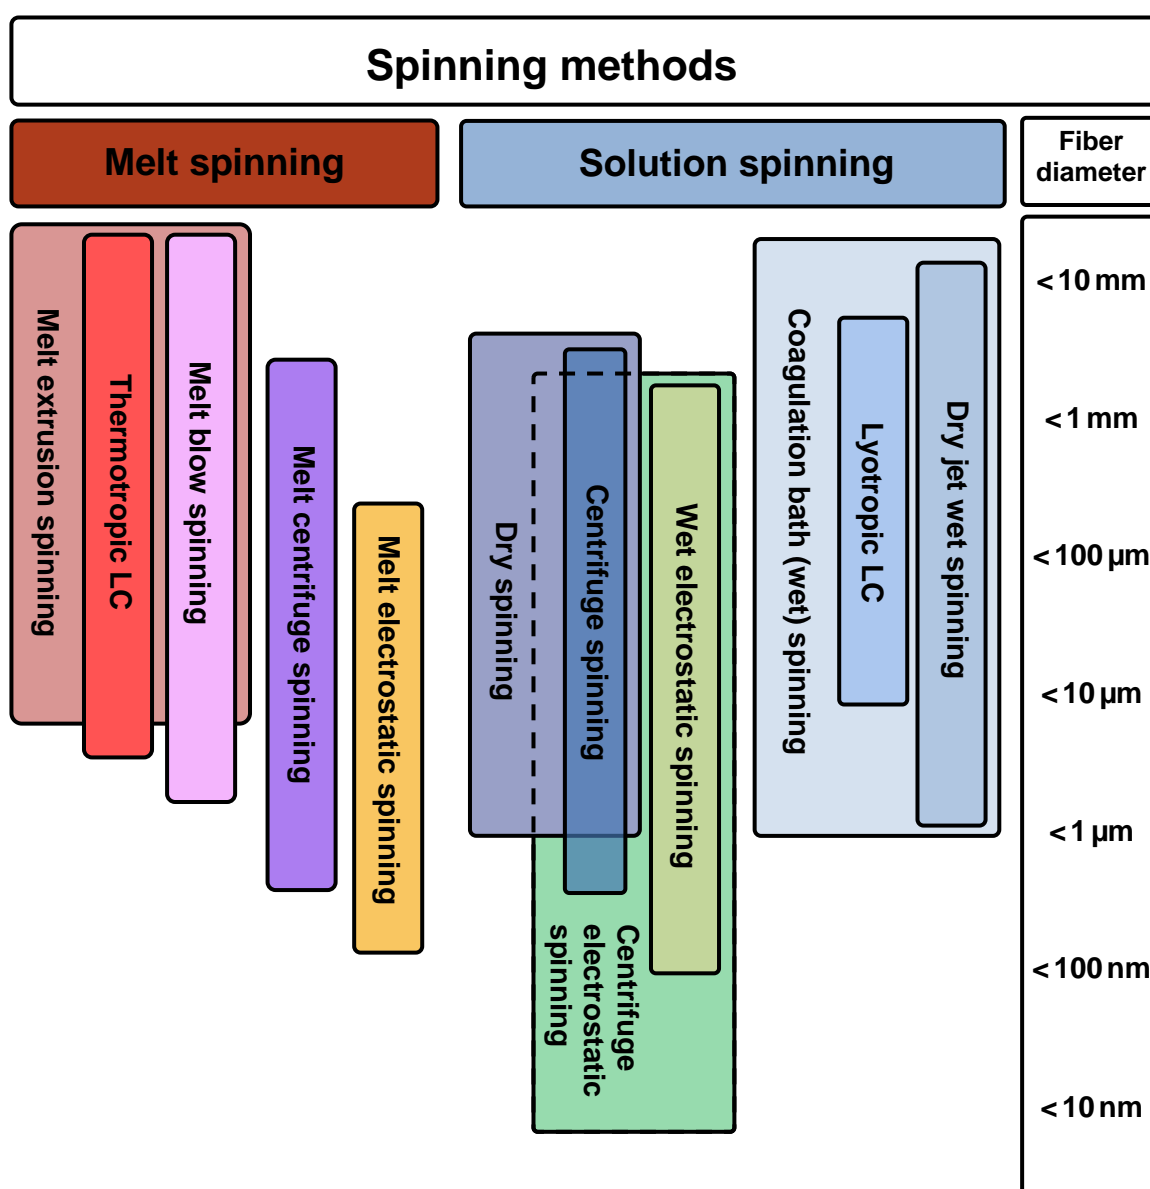 Spinning methods
Melt spinning
Solution spinning
Fiber
diameter
Melt extrusion spinning
Thermotropic LC
Melt blow spinning
Melt centrifuge spinning
Melt electrostatic spinning
Dry spinning
Centrifuge spinning
Wet electrostatic spinning
Centrifuge
electrostatic
spinning
Coagulation bath (wet) spinning
Lyotropic LC
Dry jet wet spinning
< 10 mm
< 1 mm
< 100 µm
< 10 µm
< 1 µm
< 100 nm
< 10 nm